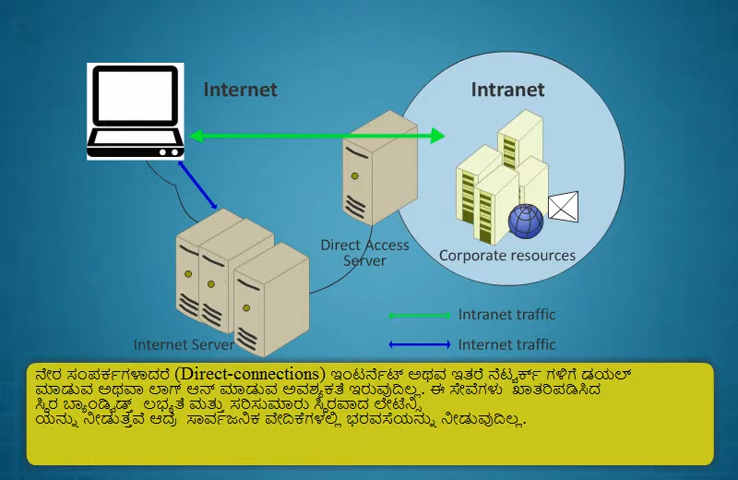 Internet
Intranet
Direct Access
Server
Corporate resources
Intranet traffic
Internet Server
Internet traffic
ನೇರ ಸಂಪರ್ಕಗಳಾದರೆ (Direct-connections) ಇಂಟರ್ನೆಟ್ ಅಥವ ಇತರೆ ನೆಟ್ವರ್ಕ್ ಗಳಿಗೆ ಡಯಲ್
ಮಾಡುವ ಅಥವಾ ಲಾಗ್ ಆನ್ ಮಾಡುವ ಅವಶ್ಯಕತೆ ಇರುವುದಿಲ್ಲ. ಈ ಸೇವೆಗಳು ಖಾತರಿಪಡಿಸಿದ
ಸ್ಥಿರ ಬ್ಯಾಂಡ್ವಿಡ್ತ್ ಲಭ್ಯತೆ ಮತ್ತು ಸರಿಸುಮಾರು ಸ್ಥಿರವಾದ ಲೇಟೆನ್ಸಿ
ಯನ್ನು ನೀಡುತ್ತವೆ ಆದ್ರೆ ಸಾರ್ವಜನಿಕ ವೇದಿಕೆಗಳಲ್ಲಿ ಭರವಸೆಯನ್ನು ನೀಡುವುದಿಲ್ಲ.